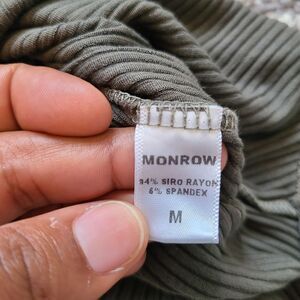 MONROW
94% SIRO RAYON
6% SPANDEX
M